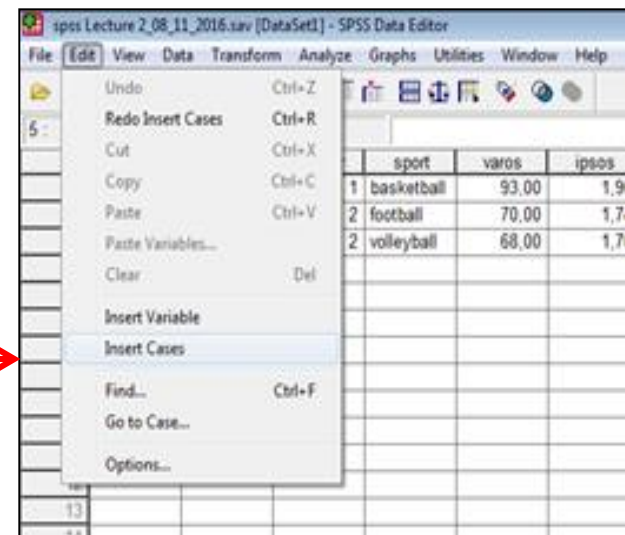 spss Lecture 2_08_11_2016.sav [DataSet1] - SPSS Data Editor
File Edit View Data Transform Analyze Graphs Utilities Window Help
5 :
Undo Ctrl+Z
Redo Insert Cases Ctrl+R
Cut Ctrl+X
Copy Ctrl+C
Paste Ctrl+V
Paste Variables...
Clear Del
Insert Variable
Insert Cases
Find... Ctrl+F
Go to Case...
Options...
sport varos ipsos
1 basketball 93,00
2 football 70,00
2 volleyball 68,00
13